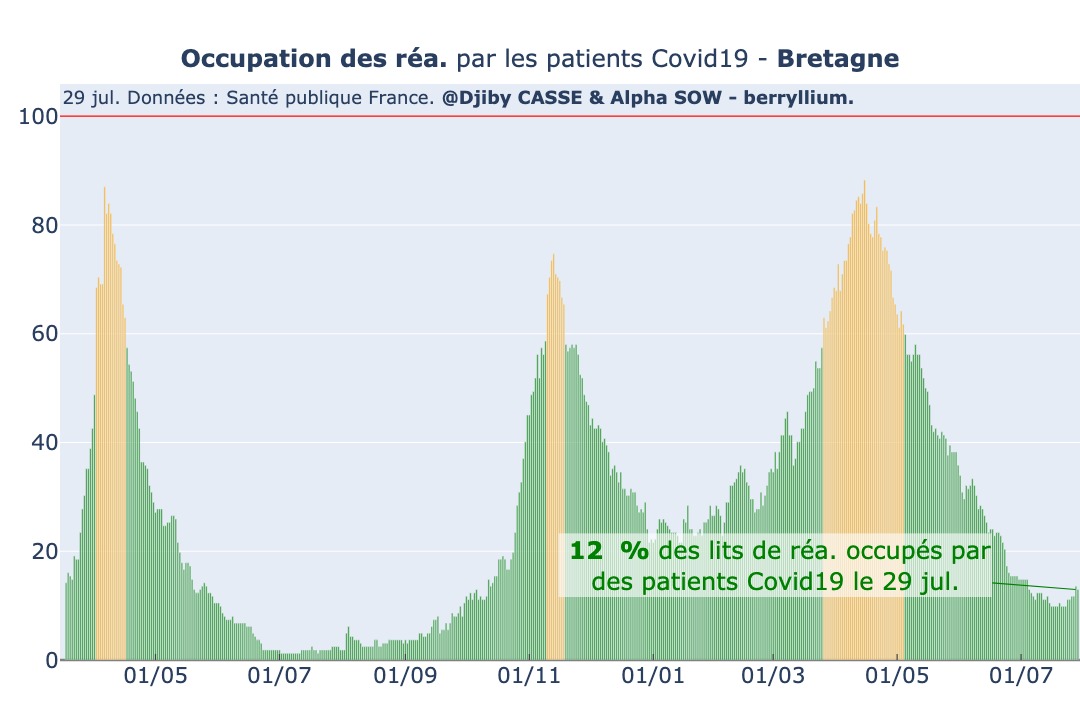 Occupation des réa. par les patients Covid19 - Bretagne
29 jul. Données : Santé publique France. @Djiby CASSE & Alpha SOW - berryllium.
100
80
60
40
20
0
12 % des lits de réa. occupés par
des patients Covid19 le 29 jul.
01/05 01/07 01/09 01/11 01/01 01/03 01/05 01/07